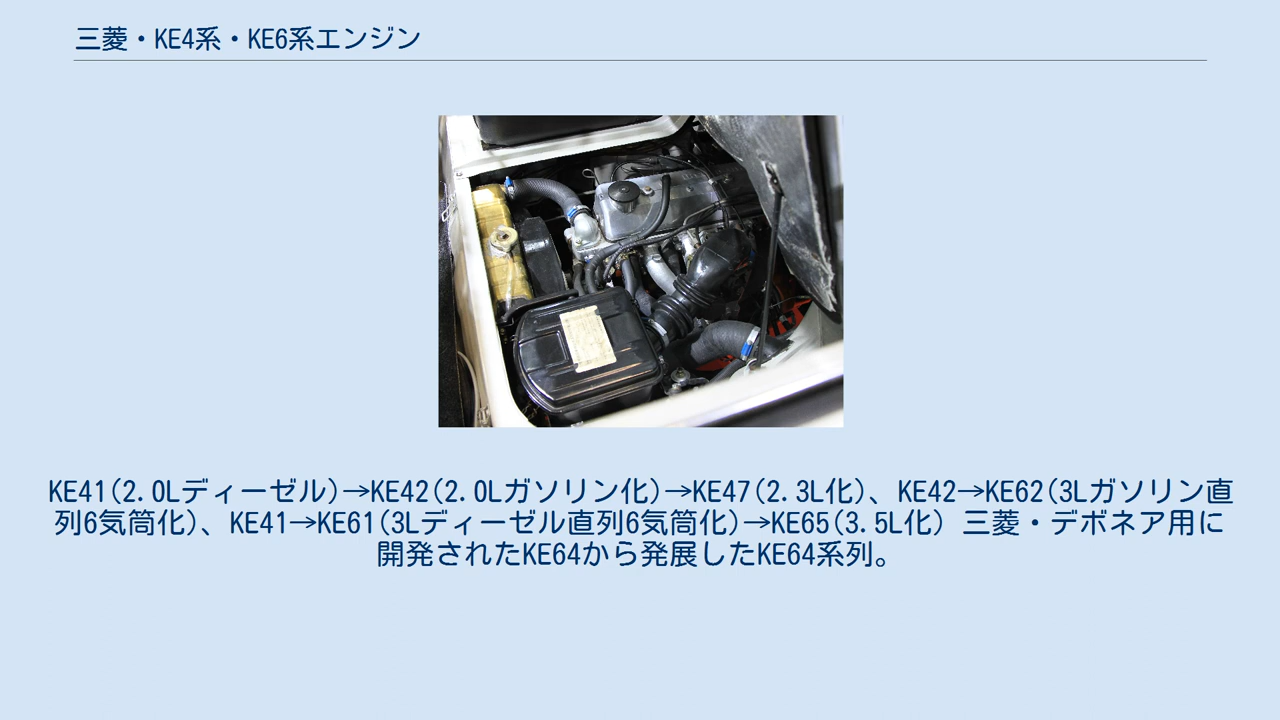 三菱・KE4系・KE6系エンジン
KE41(2.0Lディーゼル)→KE42(2.0Lガソリン化)→KE47(2.3L化)、KE42→KE62(3Lガソリン直
列6気筒化)、KE41→KE61(3Lディーゼル直列6気筒化)→KE65(3.5L化) 三菱・デボネア用に
開発されたKE64から発展したKE64系列。